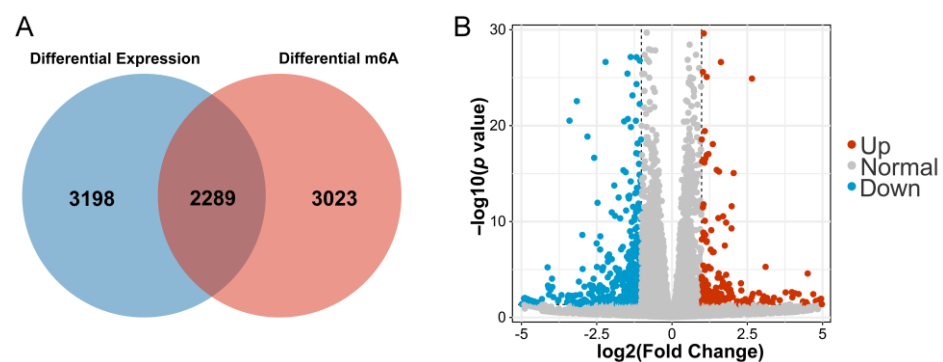 A
Differential Expression
Differential m6A
3198
2289
3023
B
30
20
10
0
-5
-2.5
0
2.5
5
−log10(p value)
log2(Fold Change)
Up
Normal
Down